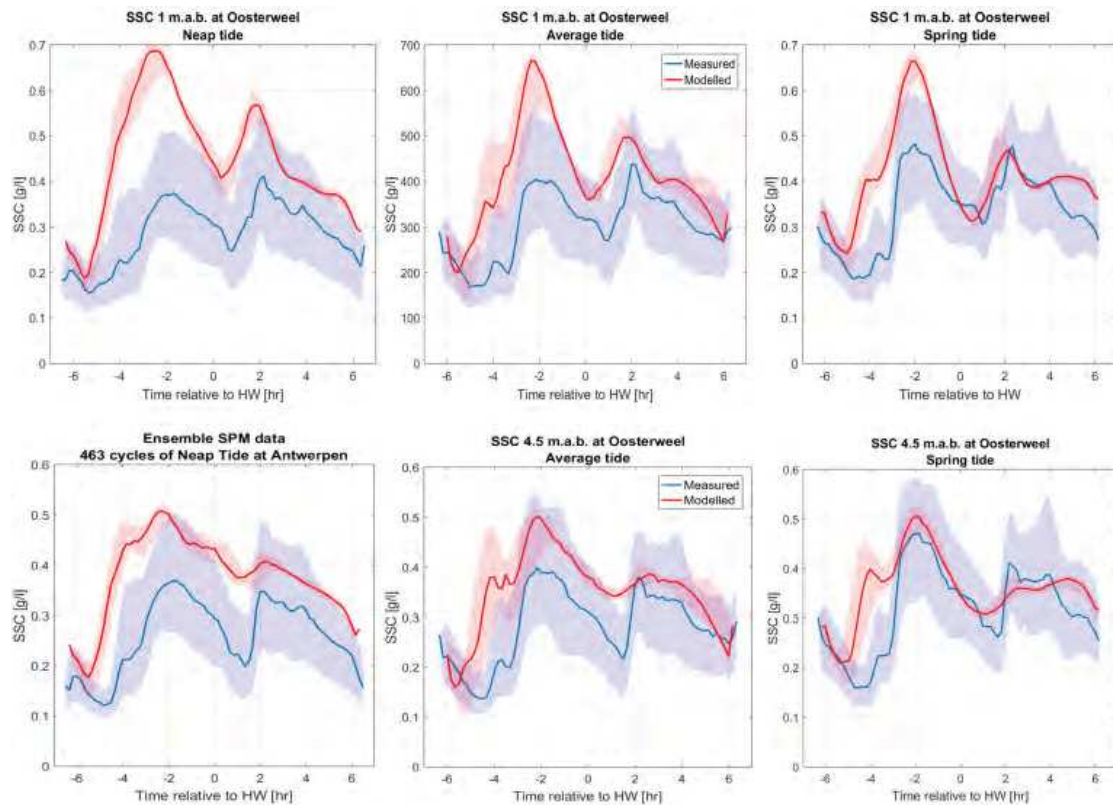 SSC 1 m.a.b. at Oosterweel
Neap tide
0.7
0.6
0.5
0.4
0.3
0.2
0.1
0
SSC [g/l]
-6 -4 -2 0 2 4 6
Time relative to HW [hr]
SSC 1 m.a.b. at Oosterweel
Average tide
700
600
500
400
300
200
100
0
SSC [g/l]
Measured
Modelled
-6 -4 -2 0 2 4 6
Time relative to HW [hr]
SSC 1 m.a.b. at Oosterweel
Spring tide
0.7
0.6
0.5
0.4
0.3
0.2
0.1
0
SSC [g/l]
-6 -4 -2 0 2 4 6
Time relative to HW
Ensemble SPM data
463 cycles of Neap Tide at Antwerpen
0.6
0.5
0.4
0.3
0.2
0.1
0
SSC [g/l]
-6 -4 -2 0 2 4 6
Time relative to HW [hr]
SSC 4.5 m.a.b. at Oosterweel
Average tide
0.6
0.5
0.4
0.3
0.2
0.1
0
SSC [g/l]
Measured
Modelled
-6 -4 -2 0 2 4 6
Time relative to HW [hr]
SSC 4.5 m.a.b. at Oosterweel
Spring tide
0.6
0.5
0.4
0.3
0.2
0.1
0
SSC [g/l]
-6 -4 -2 0 2 4 6
Time relative to HW [hr]